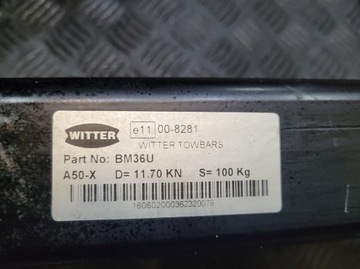 WITTER
e11 00-8281
WITTER TOWBARS
Part No: BM36U
A50-X D= 11.70 KN S= 100 Kg